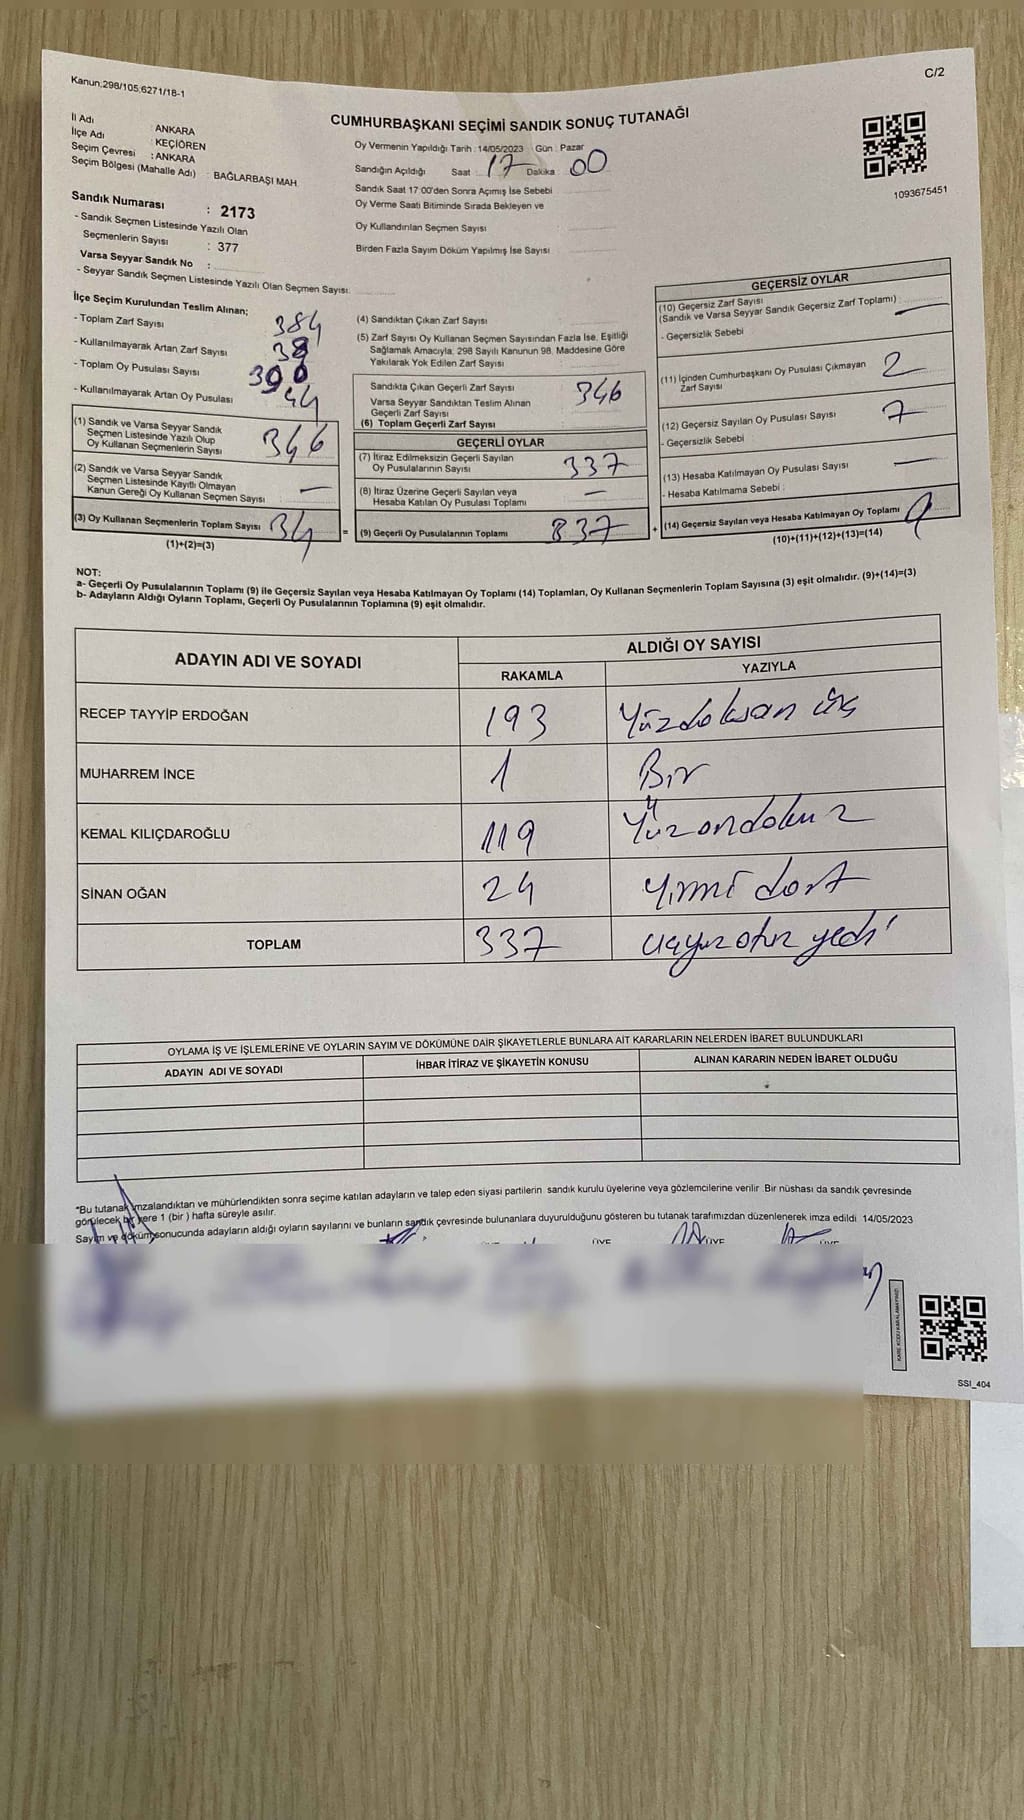 Kanun:298/105;6271/18-1
C/2
CUMHURBAŞKANI SEÇİMİ SANDIK SONUÇ TUTANAĞI
İl Adı : ANKARA
İlçe Adı : KEÇİÖREN
Seçim Çevresi : ANKARA
Seçim Bölgesi (Mahalle Adı) : BAĞLARBAŞI MAH.
Sandık Numarası : 2173
- Sandık Seçmen Listesinde Yazılı Olan
Seçmenlerin Sayısı : 377
Varsa Seyyar Sandık No :
- Seyyar Sandık Seçmen Listesinde Yazılı Olan Seçmen Sayısı:
Oy Vermenin Yapıldığı Tarih : 14/05/2023 Gün : Pazar
Sandığın Açıldığı Saat : 17 Dakika : 00
Sandık Saat 17:00'den Sonra Açımış İse Sebebi
Oy Verme Saati Bitiminde Sırada Bekleyen ve
Oy Kullandırılan Seçmen Sayısı
Birden Fazla Sayım Döküm Yapılmış İse Sayısı
1093675451
İlçe Seçim Kurulundan Teslim Alınan;
- Toplam Zarf Sayısı 384
- Kullanılmayarak Artan Zarf Sayısı 38
- Toplam Oy Pusulası Sayısı 390
- Kullanılmayarak Artan Oy Pusulası 44
(1) Sandık ve Varsa Seyyar Sandık
Seçmen Listesinde Yazılı Olup
Oy Kullanan Seçmenlerin Sayısı 346
(2) Sandık ve Varsa Seyyar Sandık
Seçmen Listesinde Kayıtlı Olmayan
Kanun Gereği Oy Kullanan Seçmen Sayısı : —
(3) Oy Kullanan Seçmenlerin Toplam Sayısı 34
(1)+(2)=(3)
=
(4) Sandıktan Çıkan Zarf Sayısı
(5) Zarf Sayısı Oy Kullanan Seçmen Sayısından Fazla İse, Eşitliği
Sağlamak Amacıyla, 298 Sayılı Kanunun 98. Maddesine Göre
Yakılarak Yok Edilen Zarf Sayısı
Sandıkta Çıkan Geçerli Zarf Sayısı 346
Varsa Seyyar Sandıktan Teslim Alınan
Geçerli Zarf Sayısı
(6) Toplam Geçerli Zarf Sayısı
GEÇERLİ OYLAR
(7) İtiraz Edilmeksizin Geçerli Sayılan
Oy Pusulalarının Sayısı 337
(8) İtiraz Üzerine Geçerli Sayılan veya
Hesaba Katılan Oy Pusulası Toplamı —
(9) Geçerli Oy Pusulalarının Toplamı 337
+
GEÇERSİZ OYLAR
(10) Geçersiz Zarf Sayısı
(Sandık ve Varsa Seyyar Sandık Geçersiz Zarf Toplamı) : —
- Geçersizlik Sebebi
(11) İçinden Cumhurbaşkanı Oy Pusulası Çıkmayan
Zarf Sayısı 2
(12) Geçersiz Sayılan Oy Pusulası Sayısı 7
- Geçersizlik Sebebi
(13) Hesaba Katılmayan Oy Pusulası Sayısı —
- Hesaba Katılmama Sebebi :
(14) Geçersiz Sayılan veya Hesaba Katılmayan Oy Toplamı 9
(10)+(11)+(12)+(13)=(14)
NOT:
a- Geçerli Oy Pusulalarının Toplamı (9) ile Geçersiz Sayılan veya Hesaba Katılmayan Oy Toplamı (14) Toplamları, Oy Kullanan Seçmenlerin Toplam Sayısına (3) eşit olmalıdır. (9)+(14)=(3)
b- Adayların Aldığı Oyların Toplamı, Geçerli Oy Pusulalarının Toplamına (9) eşit olmalıdır.
ADAYIN ADI VE SOYADI ALDIĞI OY SAYISI
RAKAMLA YAZIYLA
RECEP TAYYİP ERDOĞAN 193 Yüzdoksan üç
MUHARREM İNCE 1 Bir
KEMAL KILIÇDAROĞLU 119 Yüzondokuz
SİNAN OĞAN 24 Yirmi dört
TOPLAM 337 üçyüz otuz yedi
OYLAMA İŞ VE İŞLEMLERİNE VE OYLARIN SAYIM VE DÖKÜMÜNE DAİR ŞİKAYETLERLE BUNLARA AİT KARARLARIN NELERDEN İBARET BULUNDUKLARI
ADAYIN ADI VE SOYADI İHBAR İTİRAZ VE ŞİKAYETİN KONUSU ALINAN KARARIN NEDEN İBARET OLDUĞU
*Bu tutanak imzalandıktan ve mühürlendikten sonra seçime katılan adayların ve talep eden siyasi partilerin sandık kurulu üyelerine veya gözlemcilerine verilir. Bir nüshası da sandık çevresinde
görülecek bir yere 1 (bir ) hafta süreyle asılır.
Sayım ve döküm sonucunda adayların aldığı oyların sayılarını ve bunların sandık çevresinde bulunanlara duyurulduğunu gösteren bu tutanak tarafımızdan düzenlenerek imza edildi 14/05/2023
ÜYE ÜYE ÜYE
KARE KODU KARALAMAYINIZ!
SSI_404